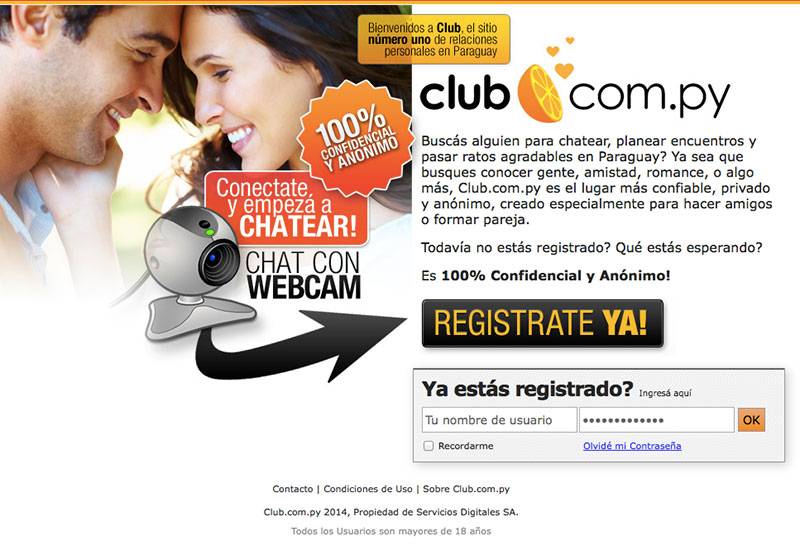 Bienvenidos a Club, el sitio
número uno de relaciones
personales en Paraguay
club com.py
100%
CONFIDENCIAL
Y ANÓNIMO
Conectate,
y empezá a
CHATEAR!
CHAT CON
WEBCAM
Buscás alguien para chatear, planear encuentros y
pasar ratos agradables en Paraguay? Ya sea que
busques conocer gente, amistad, romance, o algo
más, Club.com.py es el lugar más confiable, privado
y anónimo, creado especialmente para hacer amigos
o formar pareja.
Todavía no estás registrado? Qué estás esperando?
Es 100% Confidencial y Anónimo!
REGISTRATE YA!
Ya estás registrado? Ingresá aquí
Tu nombre de usuario ••••••••••••• OK
Recordarme Olvidé mi Contraseña
Contacto | Condiciones de Uso | Sobre Club.com.py
Club.com.py 2014, Propiedad de Servicios Digitales SA.
Todos los Usuarios son mayores de 18 años